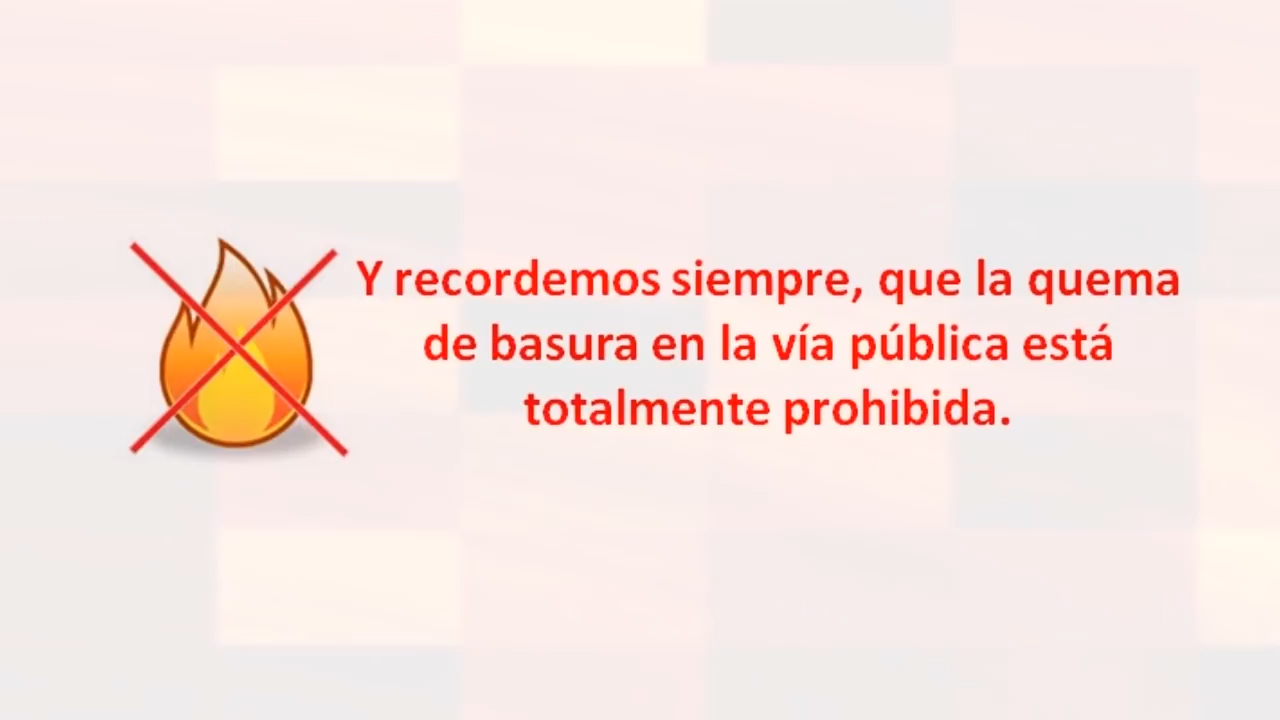 Y recordemos siempre, que la quema
de basura en la vía pública está
totalmente prohibida.